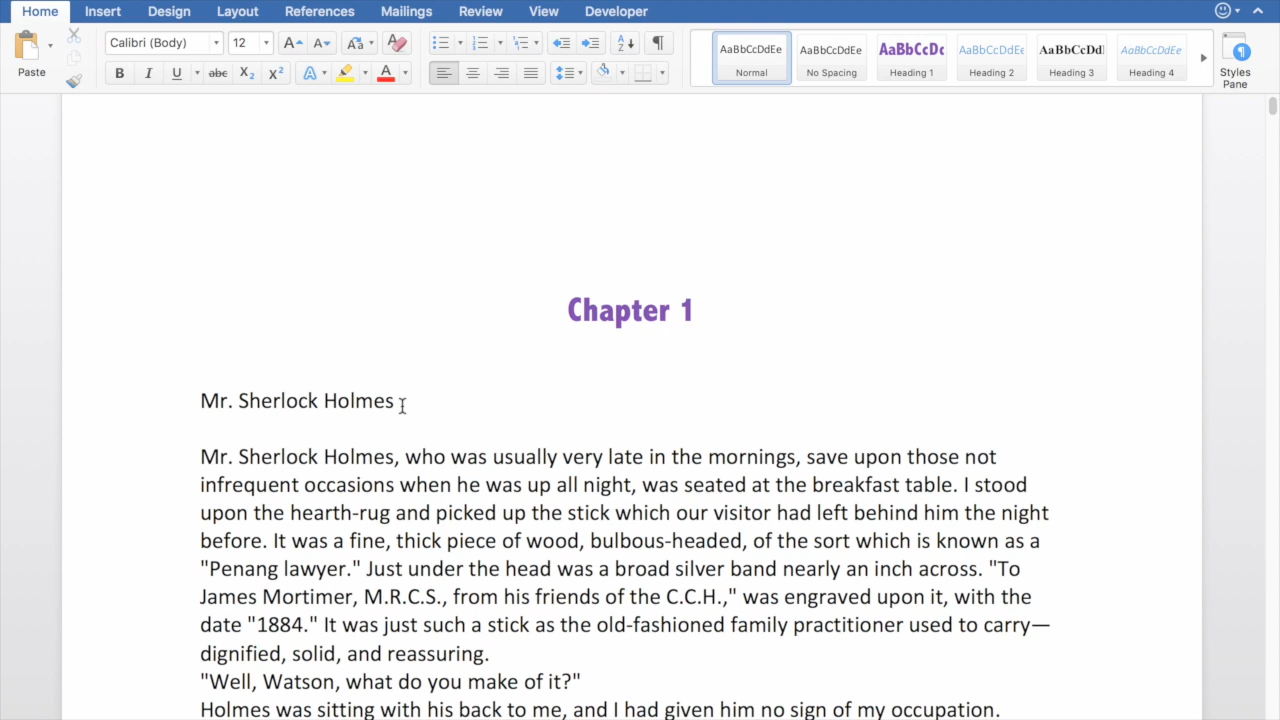 Home Insert Design Layout References Mailings Review View Developer
Calibri (Body) 12 A A Aa A
A Z ¶
AaBbCcDdEe AaBbCcDdEe AaBbCcDc AaBbCcDdEe AaBbCcDdI AaBbCcDdEe
Paste B I U abc X2 X2 A A
Normal No Spacing Heading 1 Heading 2 Heading 3 Heading 4 Styles Pane
Chapter 1
Mr. Sherlock Holmes
Mr. Sherlock Holmes, who was usually very late in the mornings, save upon those not
infrequent occasions when he was up all night, was seated at the breakfast table. I stood
upon the hearth-rug and picked up the stick which our visitor had left behind him the night
before. It was a fine, thick piece of wood, bulbous-headed, of the sort which is known as a
"Penang lawyer." Just under the head was a broad silver band nearly an inch across. "To
James Mortimer, M.R.C.S., from his friends of the C.C.H.," was engraved upon it, with the
date "1884." It was just such a stick as the old-fashioned family practitioner used to carry—
dignified, solid, and reassuring.
"Well, Watson, what do you make of it?"
Holmes was sitting with his back to me, and I had given him no sign of my occupation.